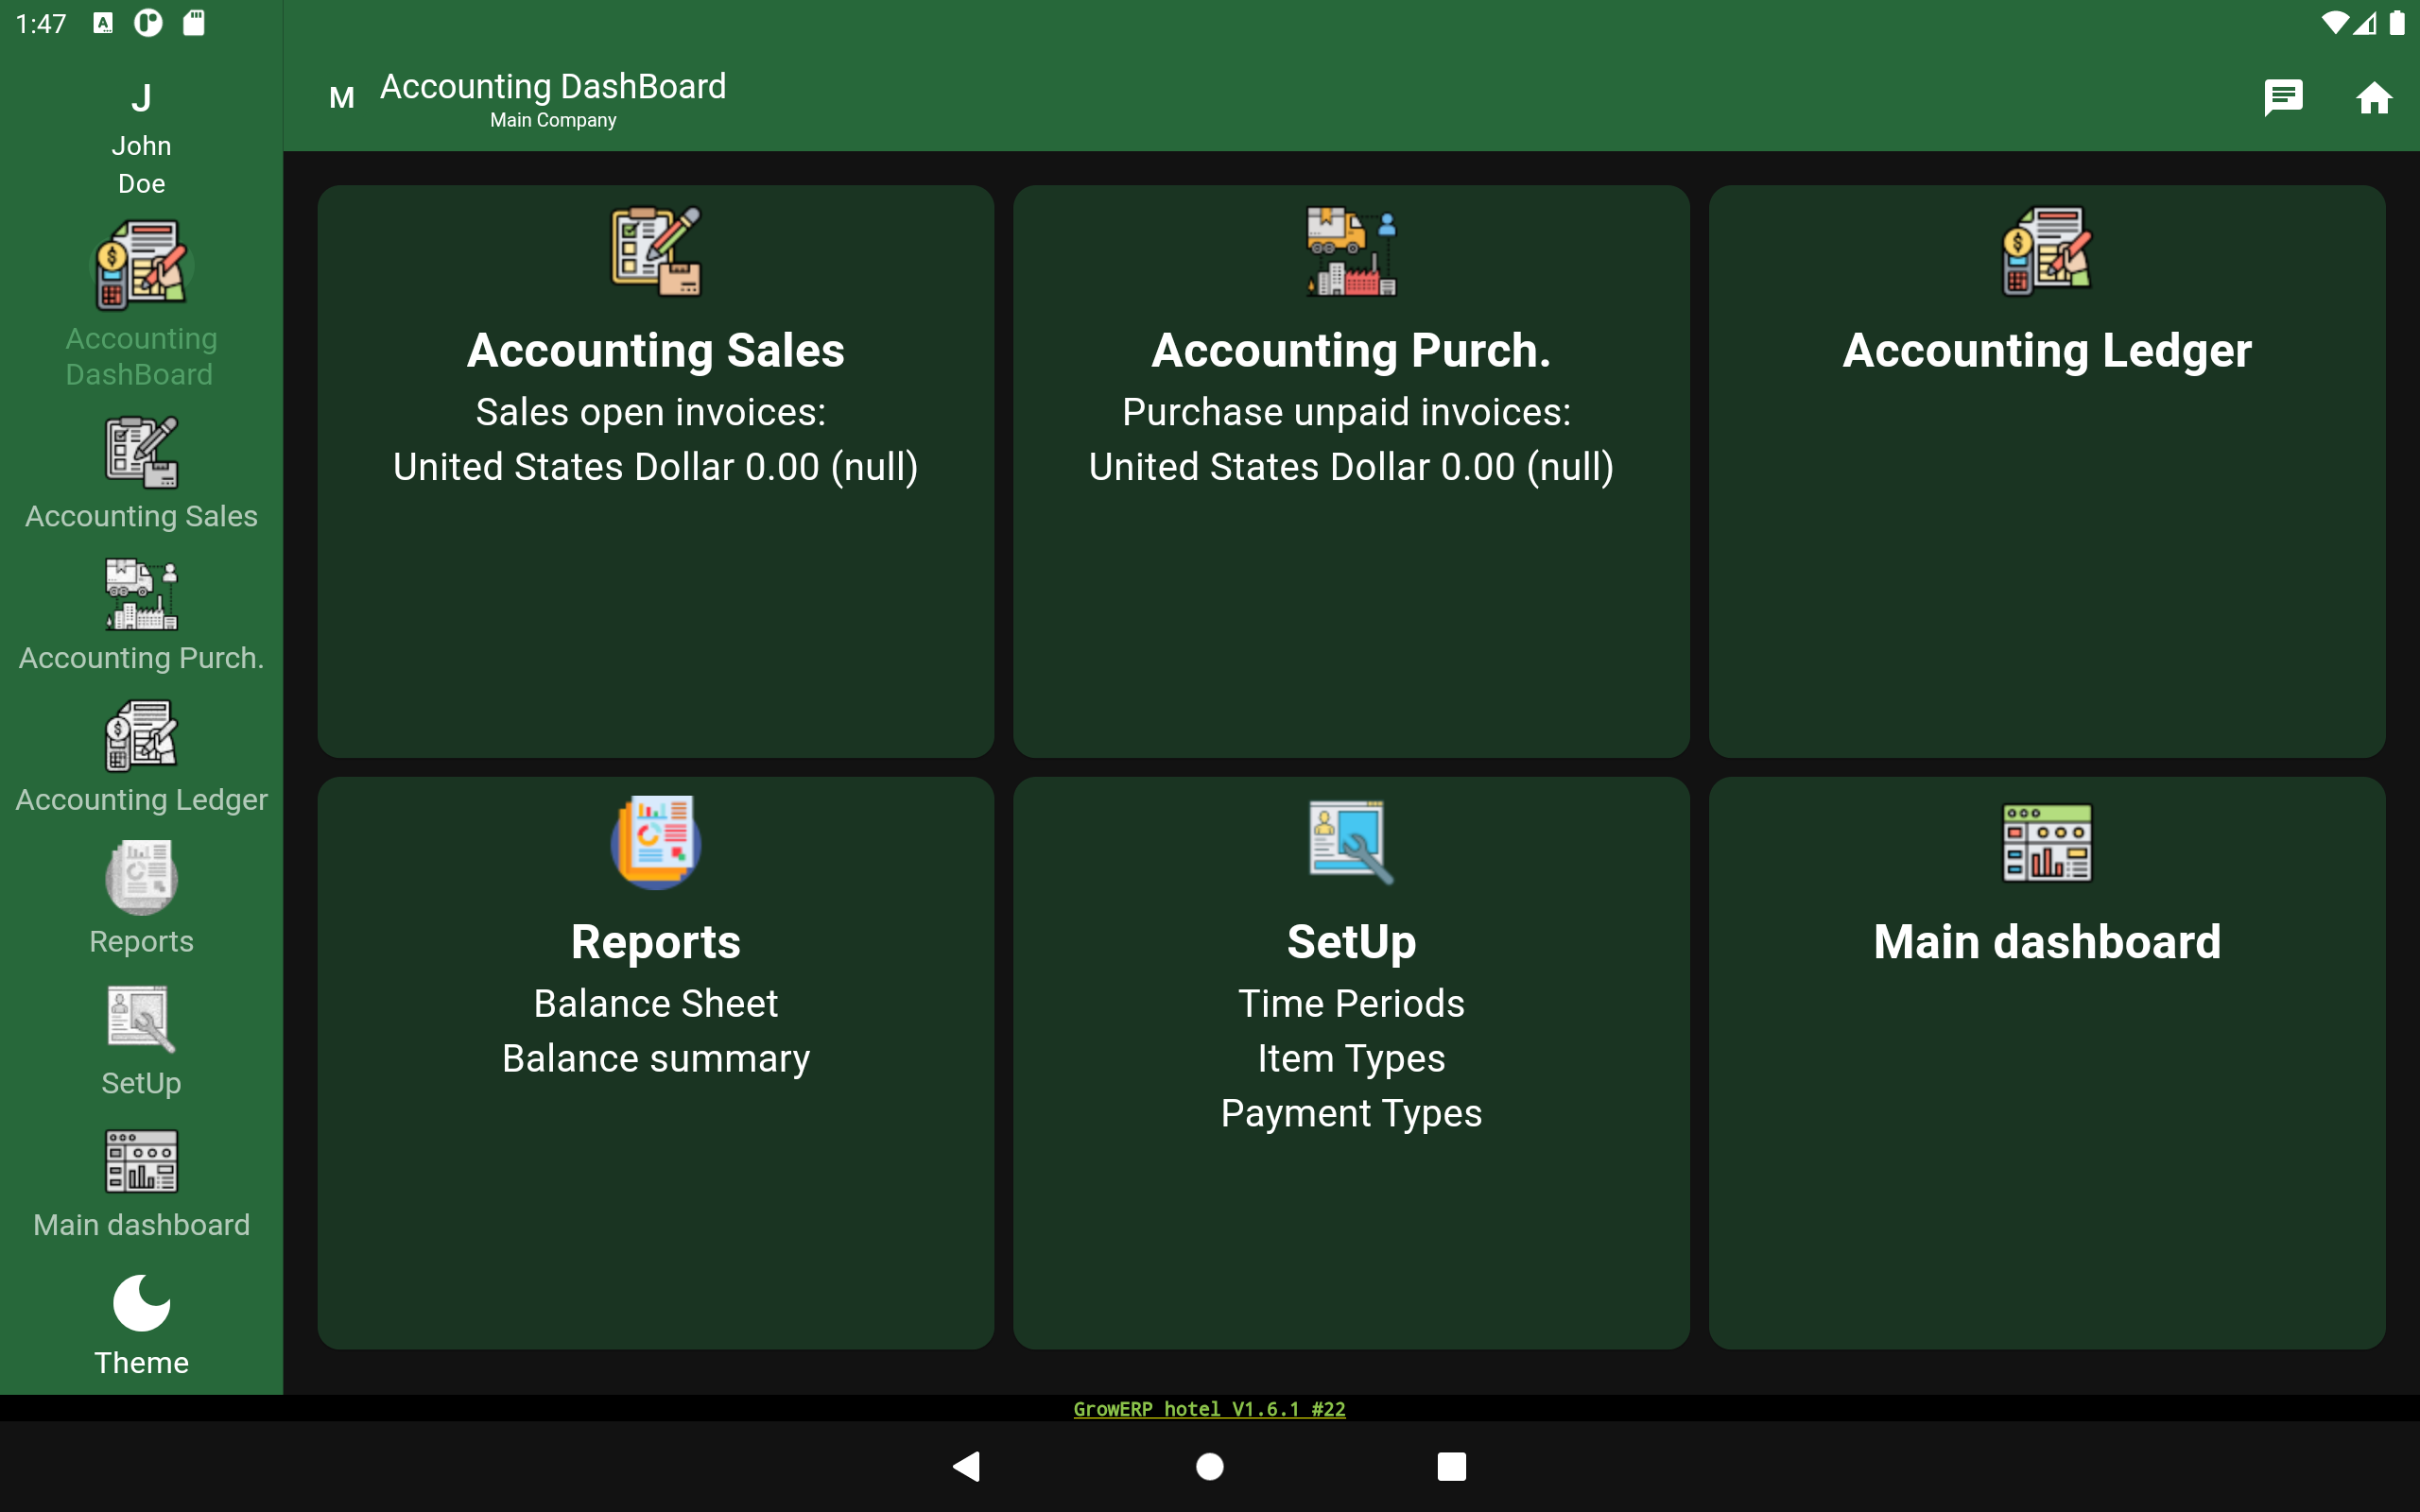 1:47
J
John
Doe
Accounting
DashBoard
Accounting Sales
Accounting Purch.
Accounting Ledger
Reports
SetUp
Main dashboard
Theme
M
Accounting DashBoard
Main Company
Accounting Sales
Sales open invoices:
United States Dollar 0.00 (null)
Accounting Purch.
Purchase unpaid invoices:
United States Dollar 0.00 (null)
Accounting Ledger
Reports
Balance Sheet
Balance summary
SetUp
Time Periods
Item Types
Payment Types
Main dashboard
GrowERP hotel V1.6.1 #22